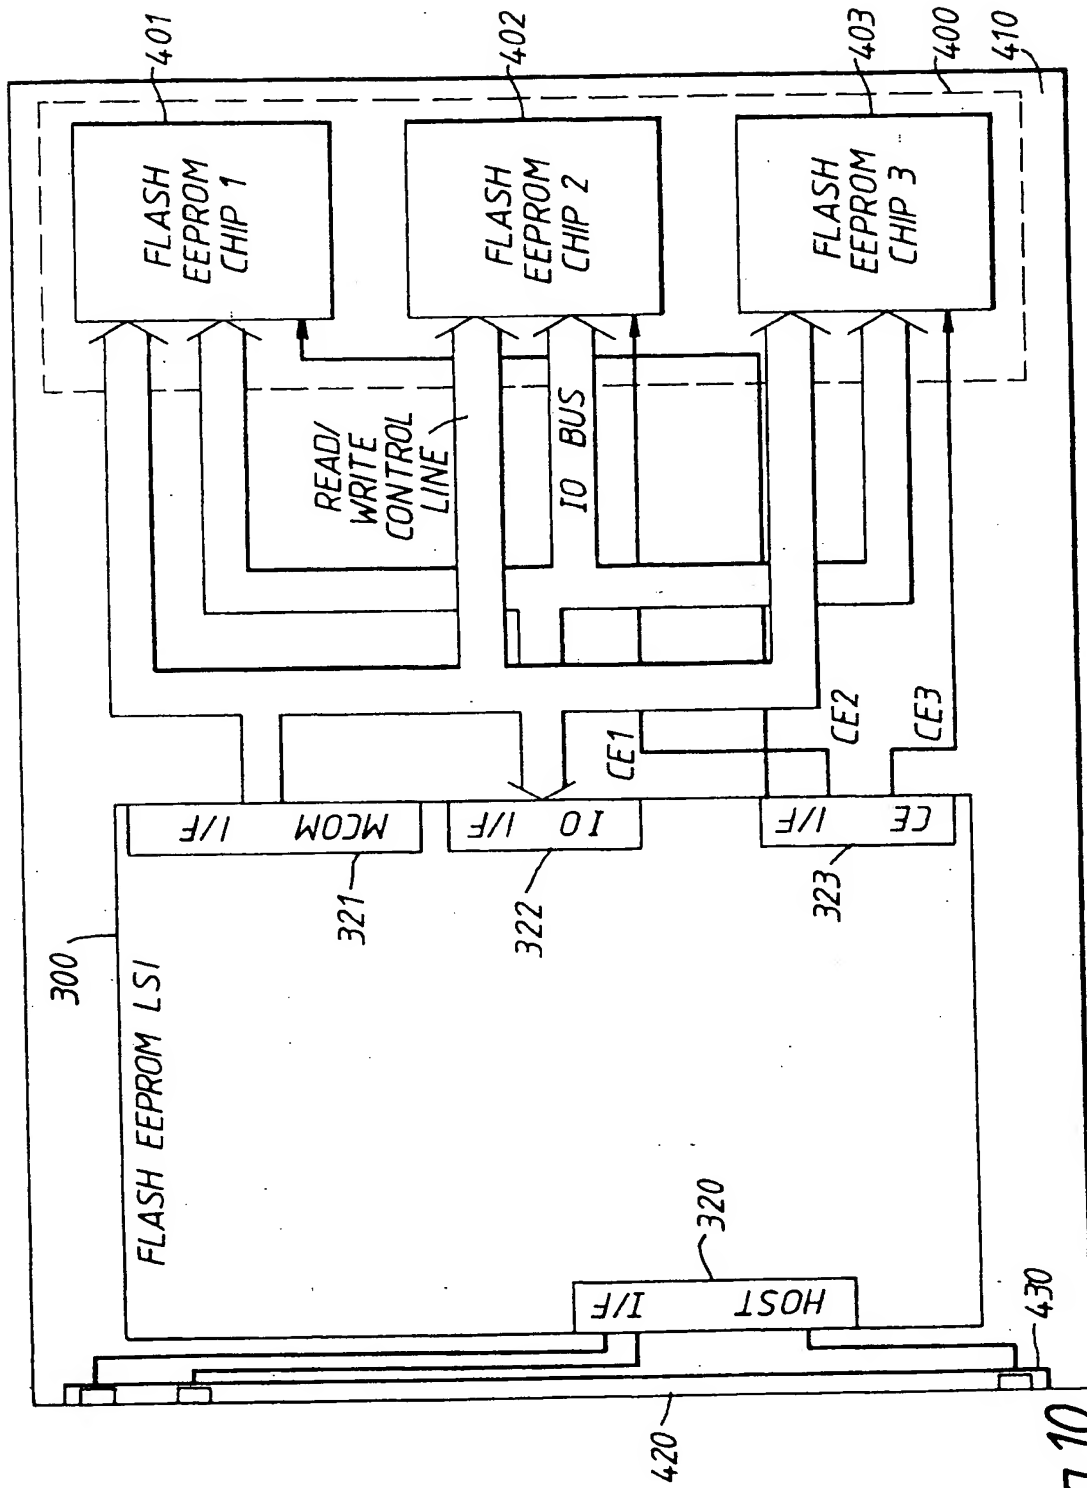 FLASH EEPROM LSI
300
HOST I/F
320
MCOM I/F
321
IO I/F
322
CE I/F
323
CE1
CE2
CE3
READ/
WRITE
CONTROL
LINE
IO BUS
FLASH
EEPROM
CHIP 1
401
FLASH
EEPROM
CHIP 2
402
FLASH
EEPROM
CHIP 3
403
400
410
420
430
10